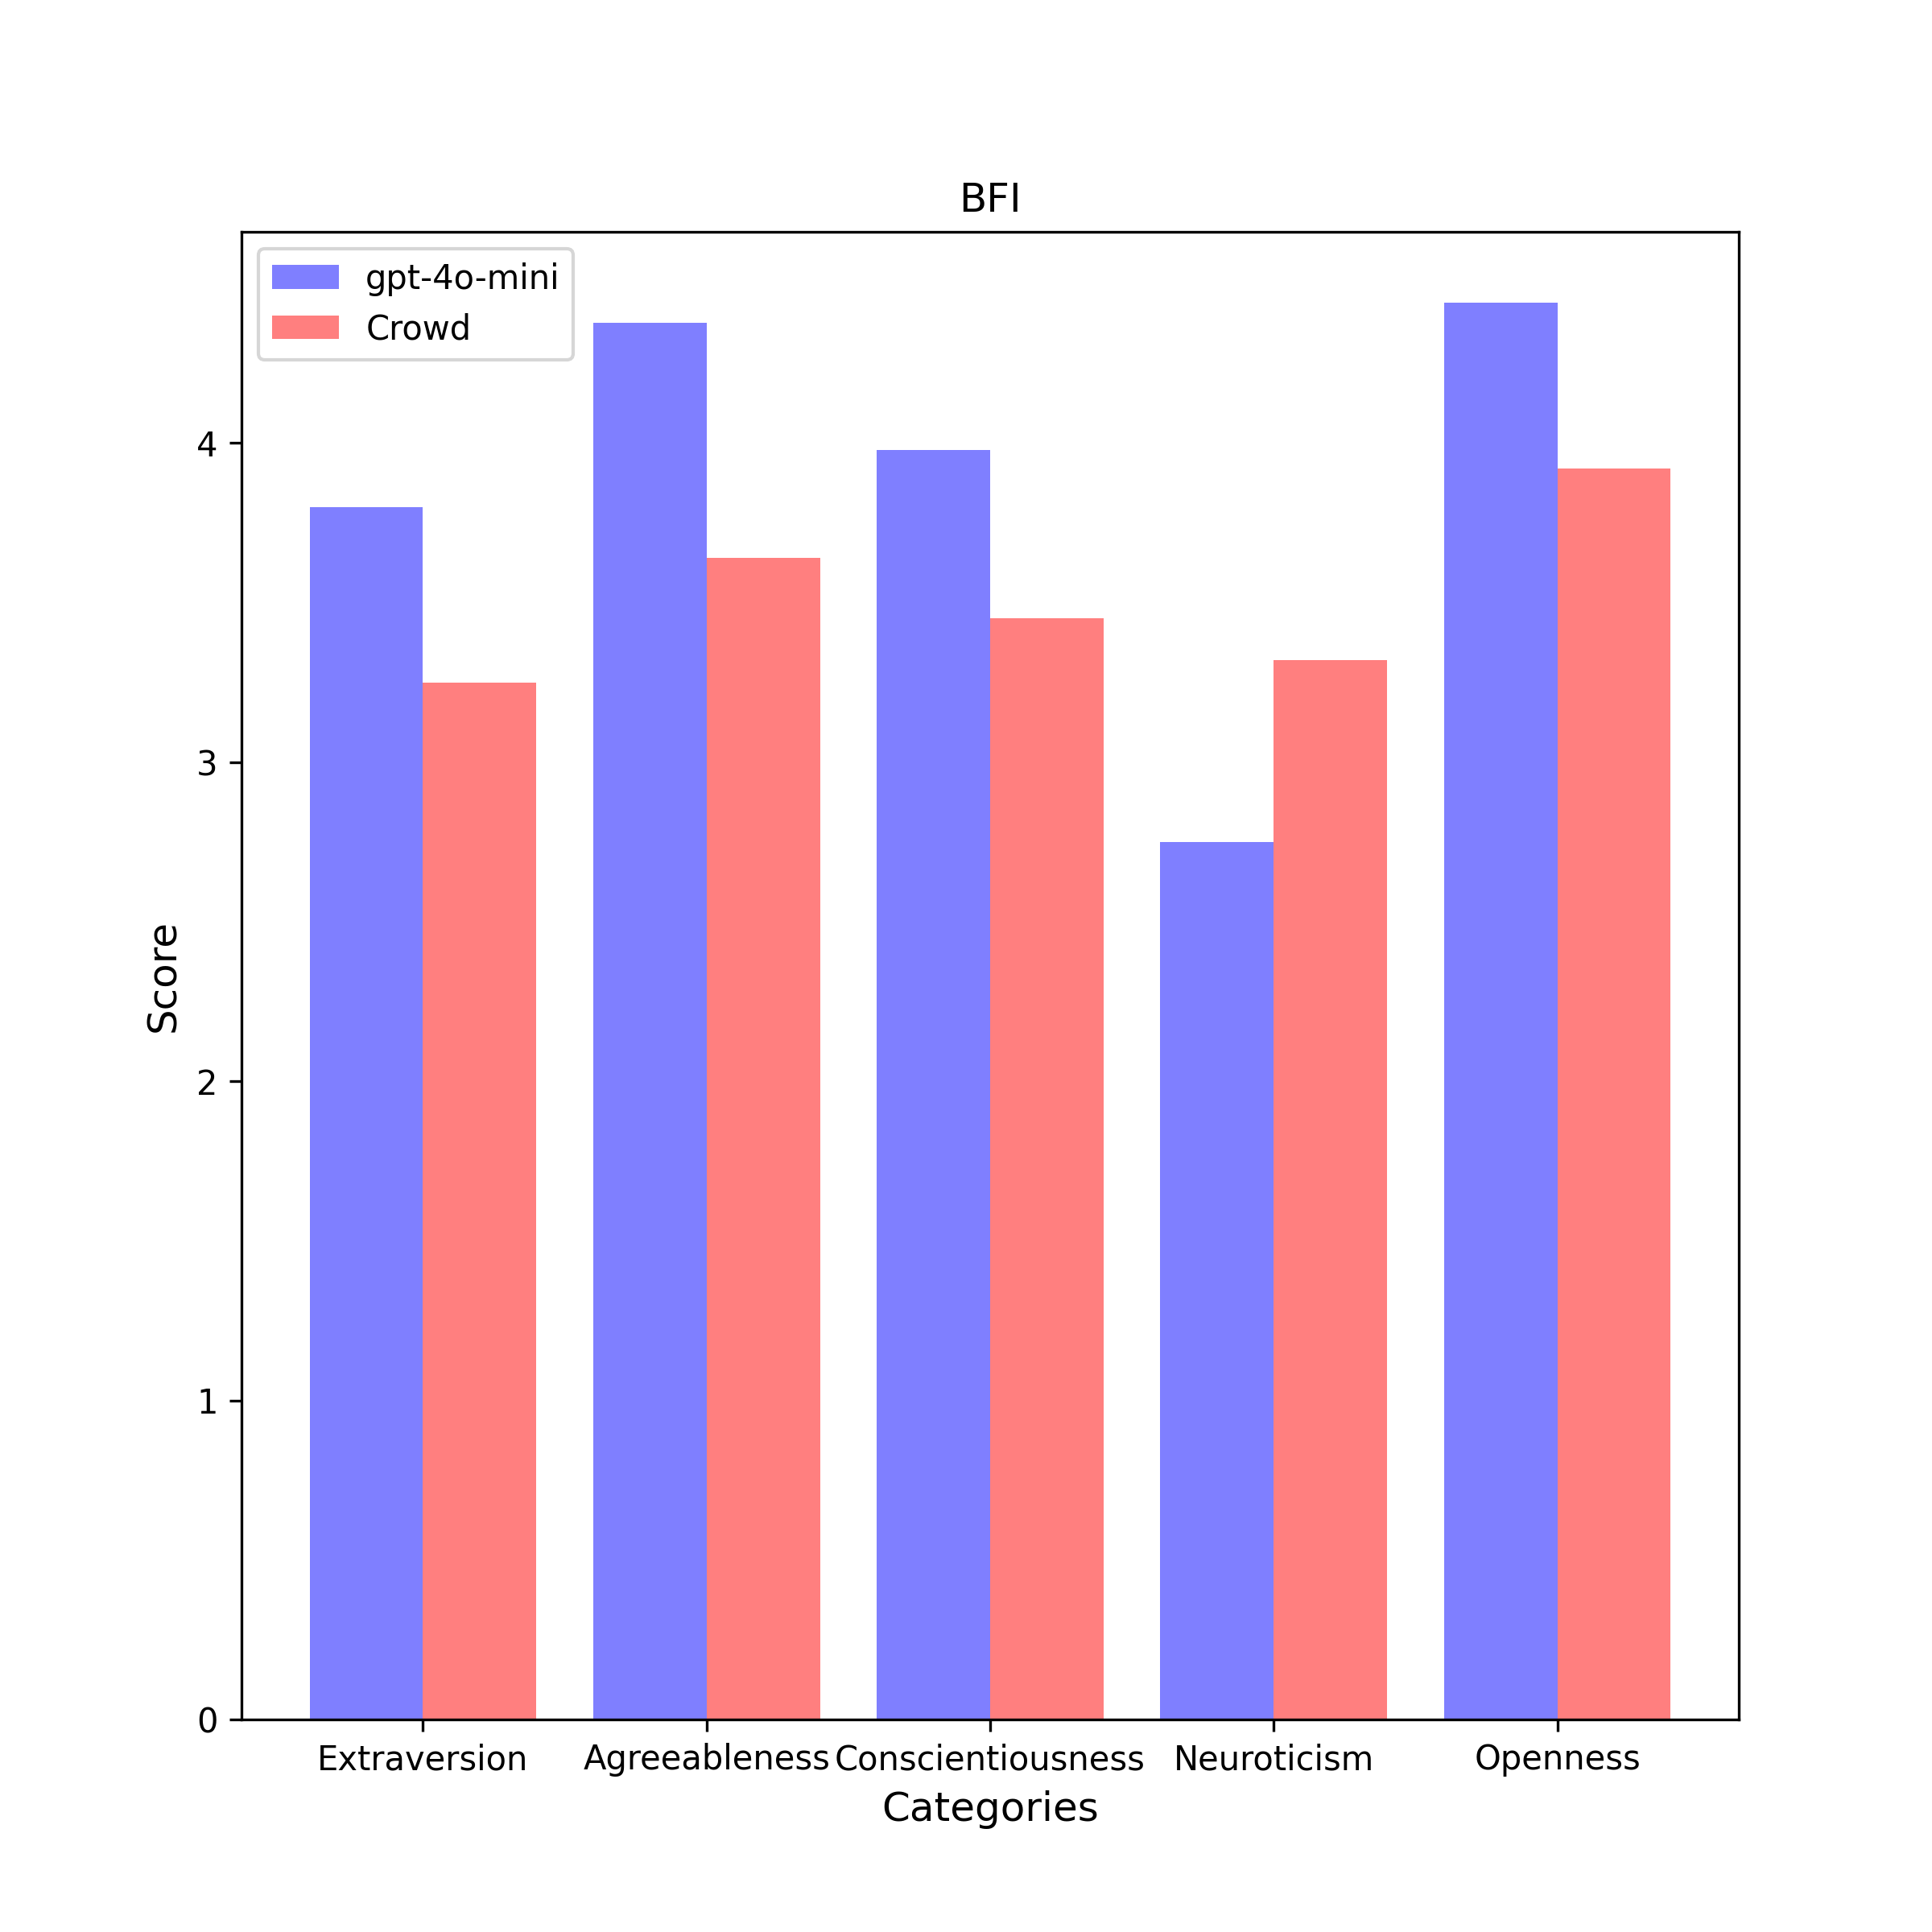 BFI
gpt-4o-mini
Crowd
4
3
2
1
0
Score
Extraversion Agreeableness Conscientiousness Neuroticism Openness
Categories